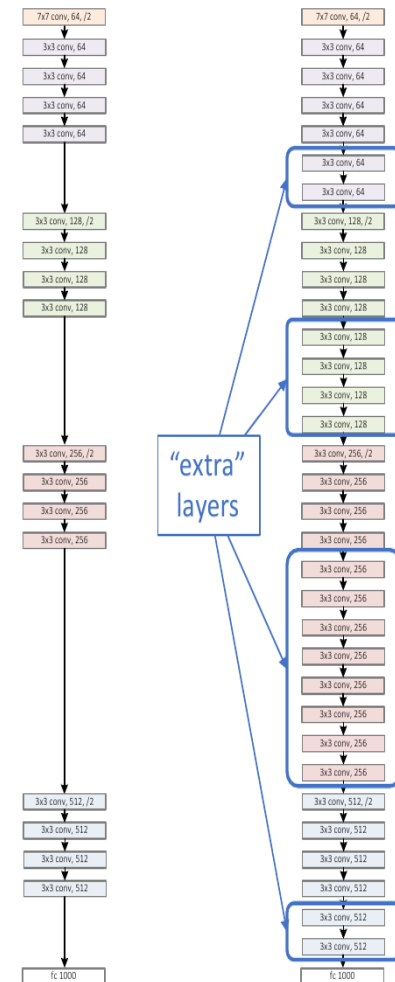 7x7 conv, 64, /2
3x3 conv, 64
3x3 conv, 64
3x3 conv, 64
3x3 conv, 64
3x3 conv, 128, /2
3x3 conv, 128
3x3 conv, 128
3x3 conv, 128
3x3 conv, 256, /2
3x3 conv, 256
3x3 conv, 256
3x3 conv, 256
3x3 conv, 512, /2
3x3 conv, 512
3x3 conv, 512
3x3 conv, 512
fc 1000
“extra”
layers
7x7 conv, 64, /2
3x3 conv, 64
3x3 conv, 64
3x3 conv, 64
3x3 conv, 64
3x3 conv, 64
3x3 conv, 64
3x3 conv, 128, /2
3x3 conv, 128
3x3 conv, 128
3x3 conv, 128
3x3 conv, 128
3x3 conv, 128
3x3 conv, 128
3x3 conv, 128
3x3 conv, 256, /2
3x3 conv, 256
3x3 conv, 256
3x3 conv, 256
3x3 conv, 256
3x3 conv, 256
3x3 conv, 256
3x3 conv, 256
3x3 conv, 256
3x3 conv, 256
3x3 conv, 256
3x3 conv, 256
3x3 conv, 512, /2
3x3 conv, 512
3x3 conv, 512
3x3 conv, 512
3x3 conv, 512
3x3 conv, 512
fc 1000